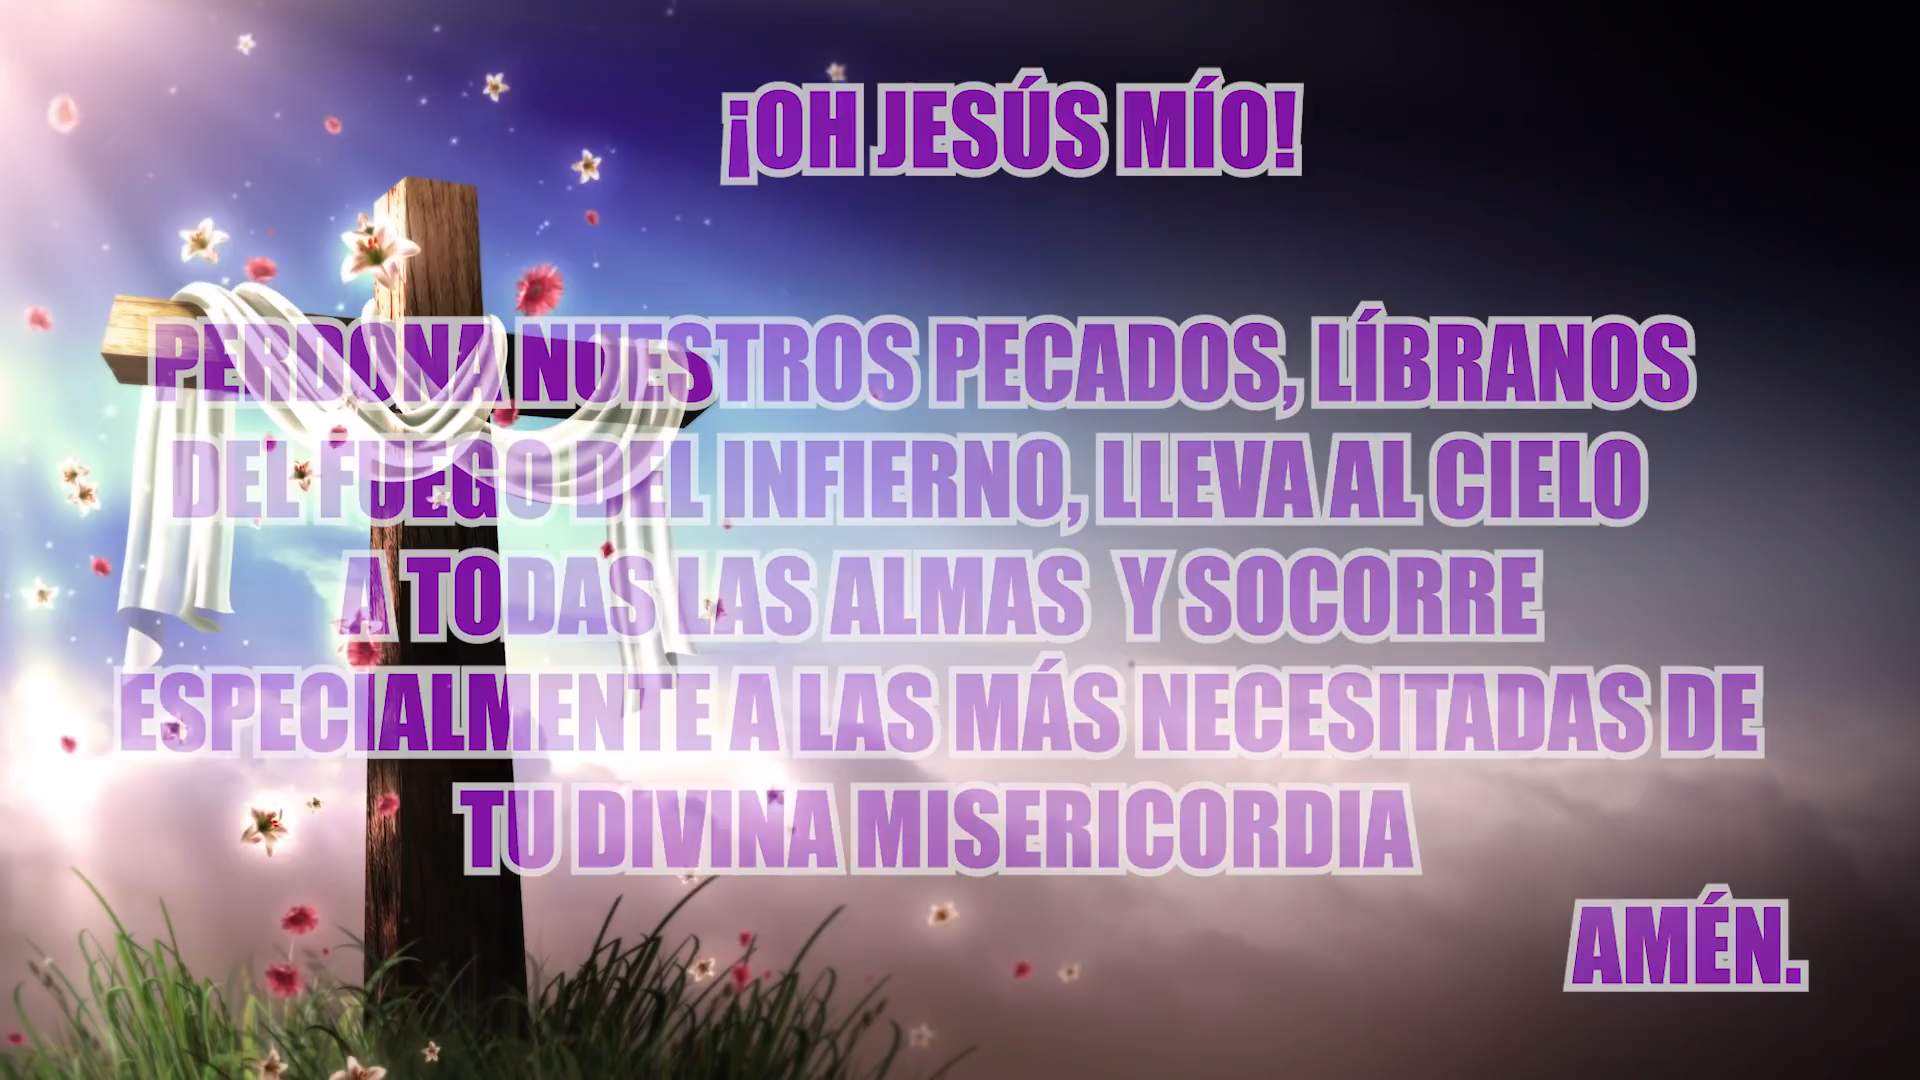 ¡OH JESÚS MÍO!
PERDONA NUESTROS PECADOS, LÍBRANOS
DEL FUEGO DEL INFIERNO, LLEVA AL CIELO
A TODAS LAS ALMAS Y SOCORRE
ESPECIALMENTE A LAS MÁS NECESITADAS DE
TU DIVINA MISERICORDIA
AMÉN.